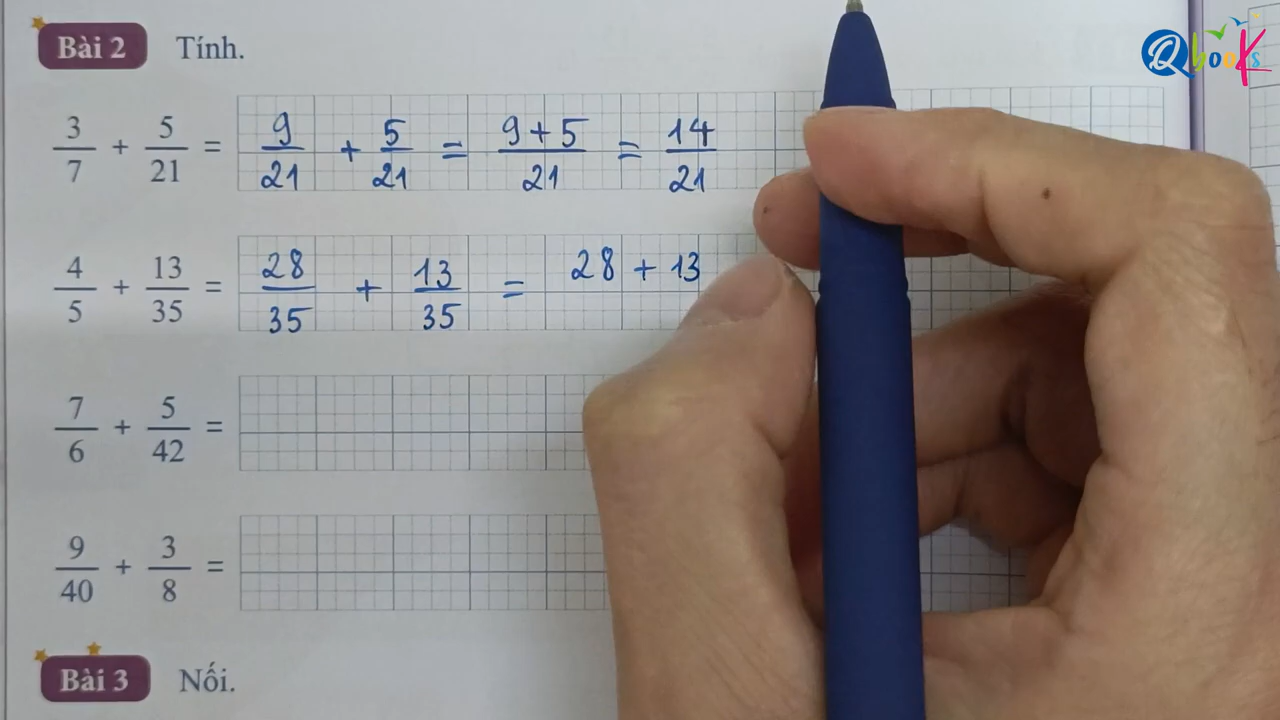 Qbooks
Bài 2 Tính.
3/7 + 5/21 = 9/21 + 5/21 = 9 + 5/21 = 14/21
4/5 + 13/35 = 28/35 + 13/35 = 28 + 13
7/6 + 5/42 =
9/40 + 3/8 =
Bài 3 Nối.